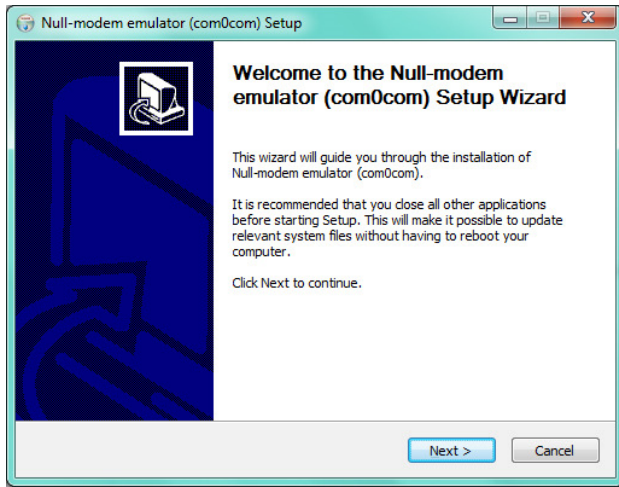 Null-modem emulator (com0com) Setup
Welcome to the Null-modem
emulator (com0com) Setup Wizard
This wizard will guide you through the installation of
Null-modem emulator (com0com).
It is recommended that you close all other applications
before starting Setup. This will make it possible to update
relevant system files without having to reboot your
computer.
Click Next to continue.
Next >
Cancel